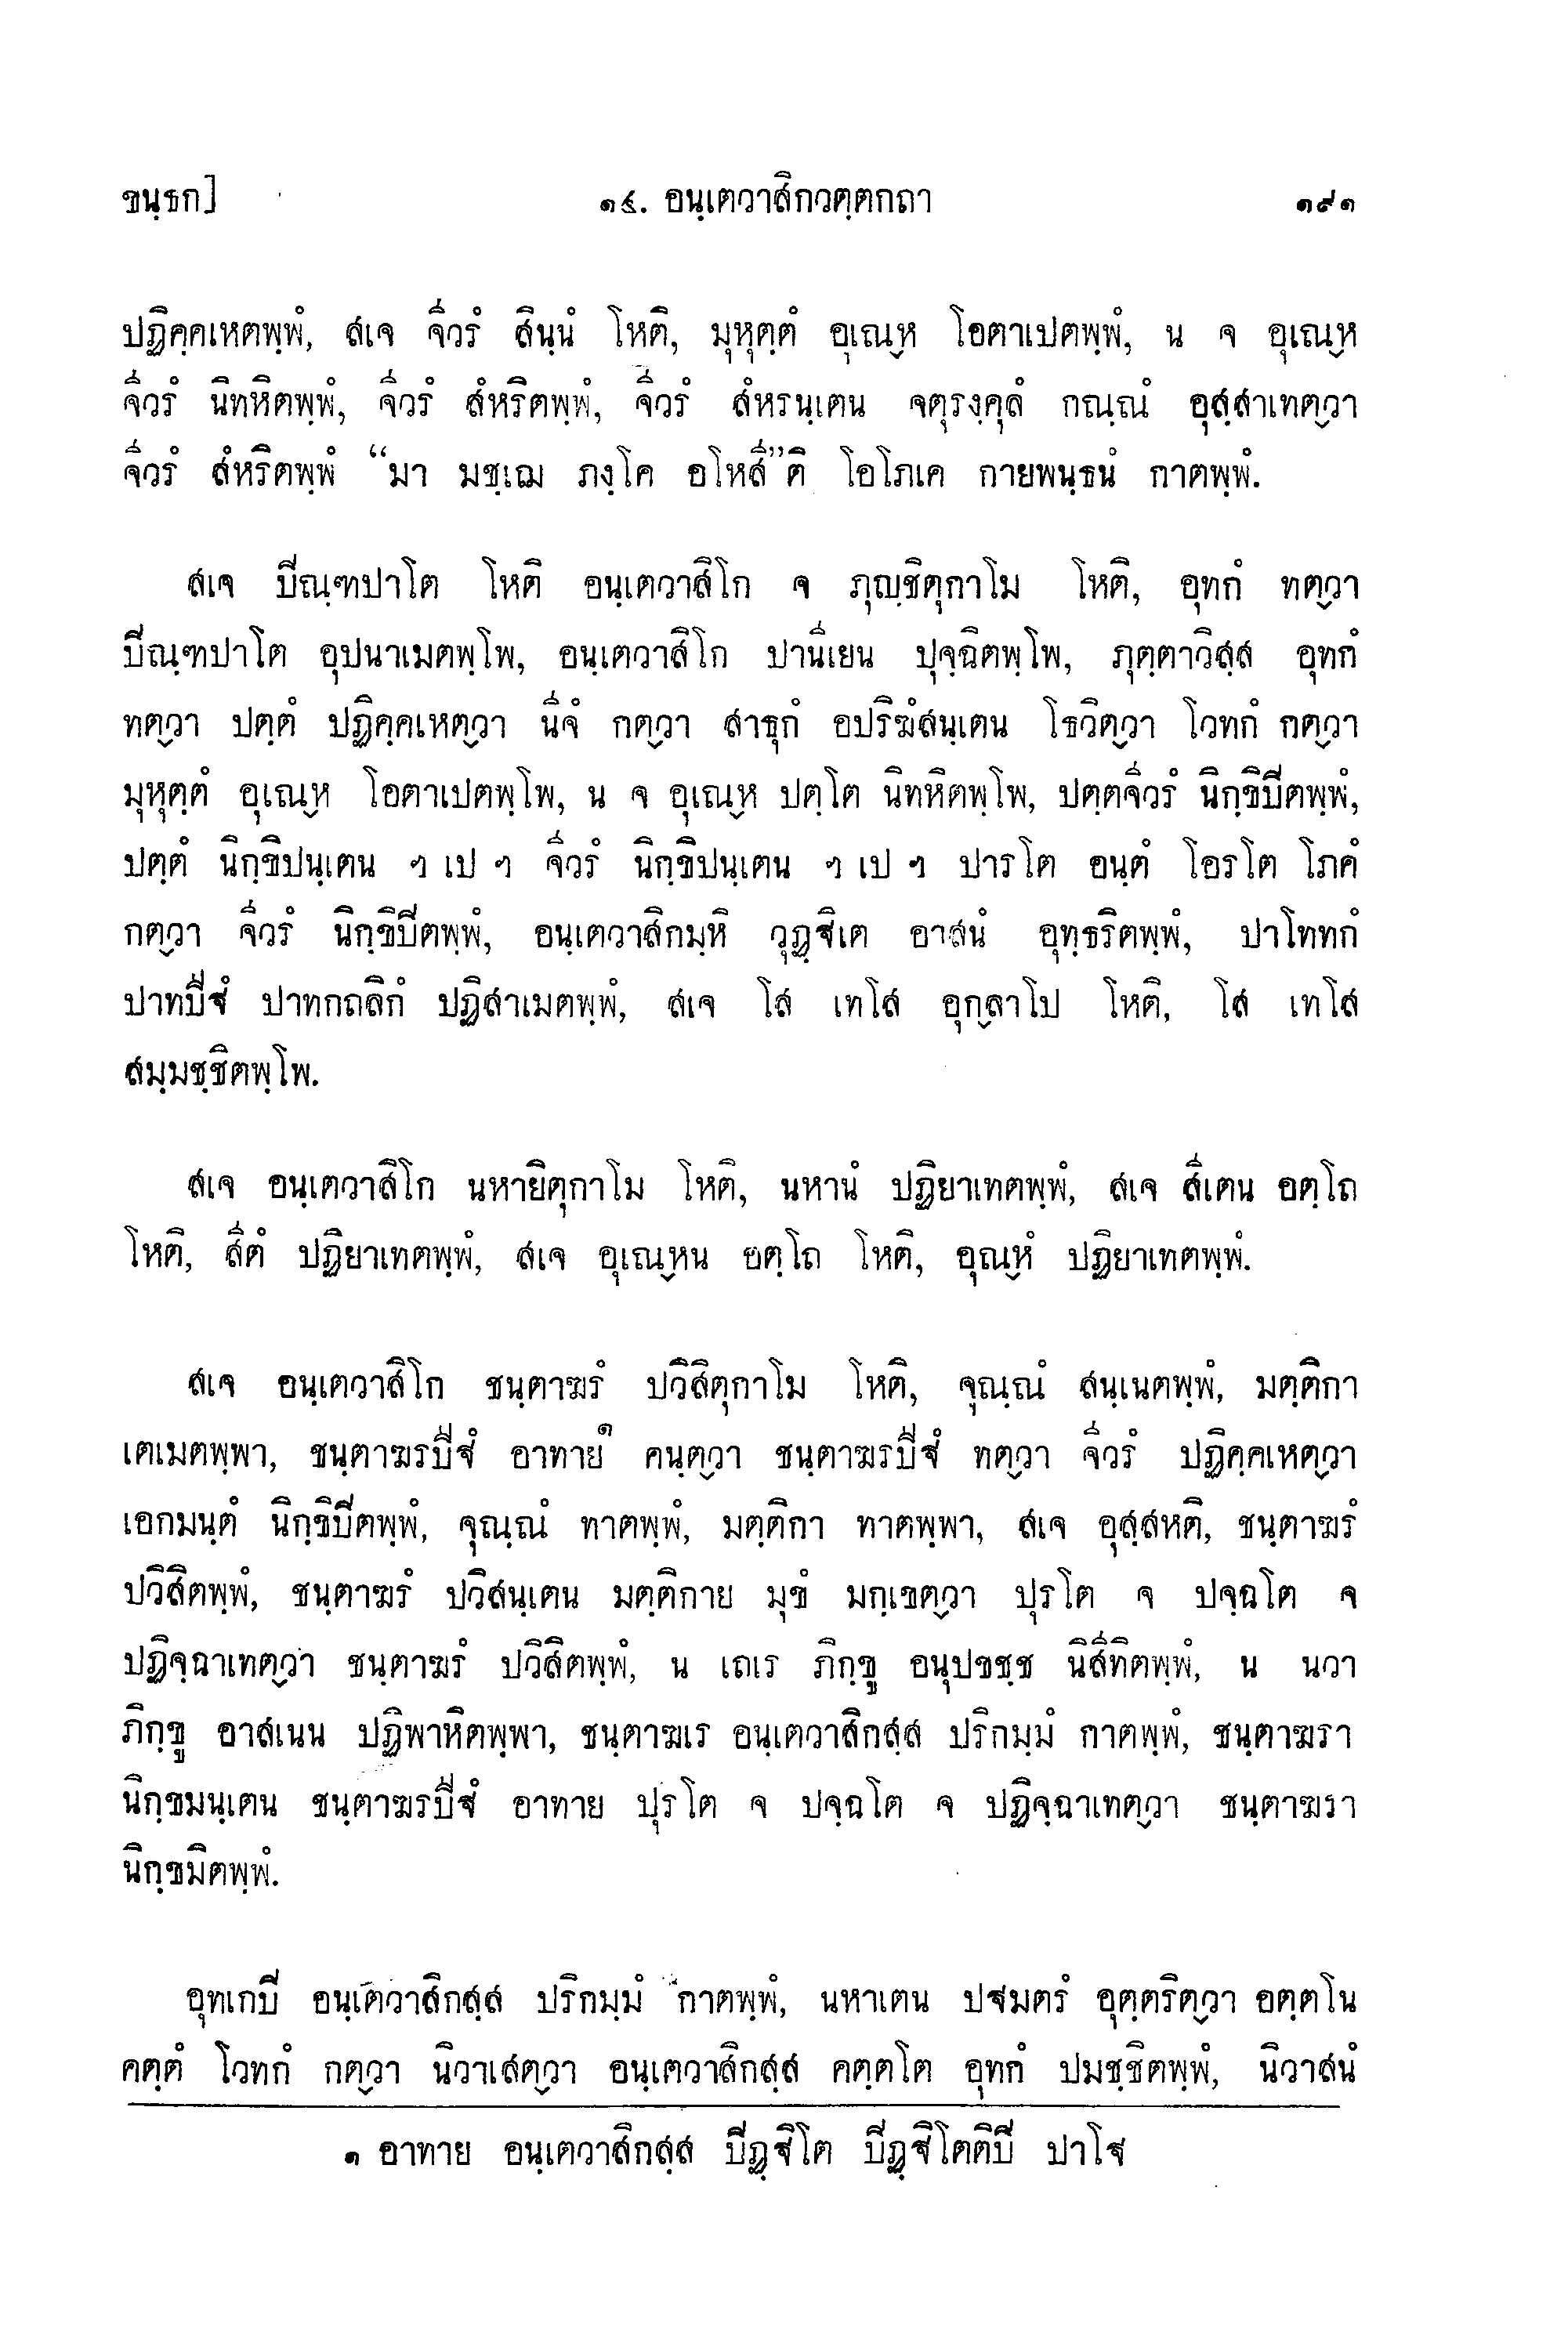 ขนฺธก] ๑๔. อนฺเตวาสิกวตฺตกถา ๑๙๑
ปฏิคฺคเหตพฺพํ, สเจ จีวรํ สินฺนํ โหติ, มุหุตฺตํ อุณฺเห โอตาเปตพฺพํ, น จ อุณฺเห
จีวรํ นิทหิตพฺพํ, จีวรํ สํหริตพฺพํ, จีวรํ สํหรนฺเตน จตุรงฺคุลํ กณฺณํ อุสฺสาเทตฺวา
จีวรํ สํหริตพฺพํ “มา มชฺเฌ ภงฺโค อโหสี”ติ โอโภเค กายพนฺธนํ กาตพฺพํ.
สเจ ปิณฺฑปาโต โหติ อนฺเตวาสิโก จ ภุญฺชิตุกาโม โหติ, อุทกํ ทตฺวา
ปิณฺฑปาโต อุปนาเมตพฺโพ, อนฺเตวาสิโก ปานีเยน ปุจฺฉิตพฺโพ, ภุตฺตาวิสฺส อุทกํ
ทตฺวา ปตฺตํ ปฏิคฺคเหตฺวา นีจํ กตฺวา สาธุกํ อปริฆํสนฺเตน โธวิตฺวา โวทกํ กตฺวา
มุหุตฺตํ อุณฺเห โอตาเปตพฺโพ, น จ อุณฺเห ปตฺโต นิทหิตพฺโพ, ปตฺตจีวรํ นิกฺขิปิตพฺพํ,
ปตฺตํ นิกฺขิปนฺเตน ฯ เป ฯ จีวรํ นิกฺขิปนฺเตน ฯ เป ฯ ปารโต อนฺตํ โอรโต โภคํ
กตฺวา จีวรํ นิกฺขิปิตพฺพํ, อนฺเตวาสิกมฺหิ วุฏฺฐิเต อาสนํ อุทฺธริตพฺพํ, ปาโททกํ
ปาทปีฐํ ปาทกถลิกํ ปฏิสาเมตพฺพํ, สเจ โส เทโส อุกฺลาโป โหติ, โส เทโส
สมฺมชฺชิตพฺโพ.
สเจ อนฺเตวาสิโก นหายิตุกาโม โหติ, นหานํ ปฏิยาเทตพฺพํ, สเจ สีเตน อตฺโถ
โหติ, สีตํ ปฏิยาเทตพฺพํ, สเจ อุเณฺหน อตฺโถ โหติ, อุณฺหํ ปฏิยาเทตพฺพํ.
สเจ อนฺเตวาสิโก ชนฺตาฆรํ ปวิสิตุกาโม โหติ, จุณฺณํ สนฺเนตพฺพํ, มตฺติกา
เตเมตพฺพา, ชนฺตาฆรปีฐํ อาทาย๑ คนฺตฺวา ชนฺตาฆรปีฐํ ทตฺวา จีวรํ ปฏิคฺคเหตฺวา
เอกมนฺตํ นิกฺขิปิตพฺพํ, จุณฺณํ ทาตพฺพํ, มตฺติกา ทาตพฺพา, สเจ อุสฺสหติ, ชนฺตาฆรํ
ปวิสิตพฺพํ, ชนฺตาฆรํ ปวิสนฺเตน มตฺติกาย มุขํ มกฺเขตฺวา ปุรโต จ ปจฺฉโต จ
ปฏิจฺฉาเทตฺวา ชนฺตาฆรํ ปวิสิตพฺพํ, น เถเร ภิกฺขู อนุปขชฺช นิสีทิตพฺพํ, น นวา
ภิกฺขู อาสเนน ปฏิพาหิตพฺพา, ชนฺตาฆเร อนฺเตวาสิกสฺส ปริกมฺมํ กาตพฺพํ, ชนฺตาฆรา
นิกฺขมนฺเตน ชนฺตาฆรปีฐํ อาทาย ปุรโต จ ปจฺฉโต จ ปฏิจฺฉาเทตฺวา ชนฺตาฆรา
นิกฺขมิตพฺพํ.
อุทเกปิ อนฺเตวาสิกสฺส ปริกมฺมํ กาตพฺพํ, นหาเตน ปฐมตรํ อุตฺตริตฺวา อตฺตโน
คตฺตํ โวทกํ กตฺวา นิวาเสตฺวา อนฺเตวาสิกสฺส คตฺตโต อุทกํ ปมชฺชิตพฺพํ, นิวาสนํ
๑ อาทาย อนฺเตวาสิกสฺส ปิฏฺฐิโต ปิฏฺฐิโตติปิ ปาโฐ